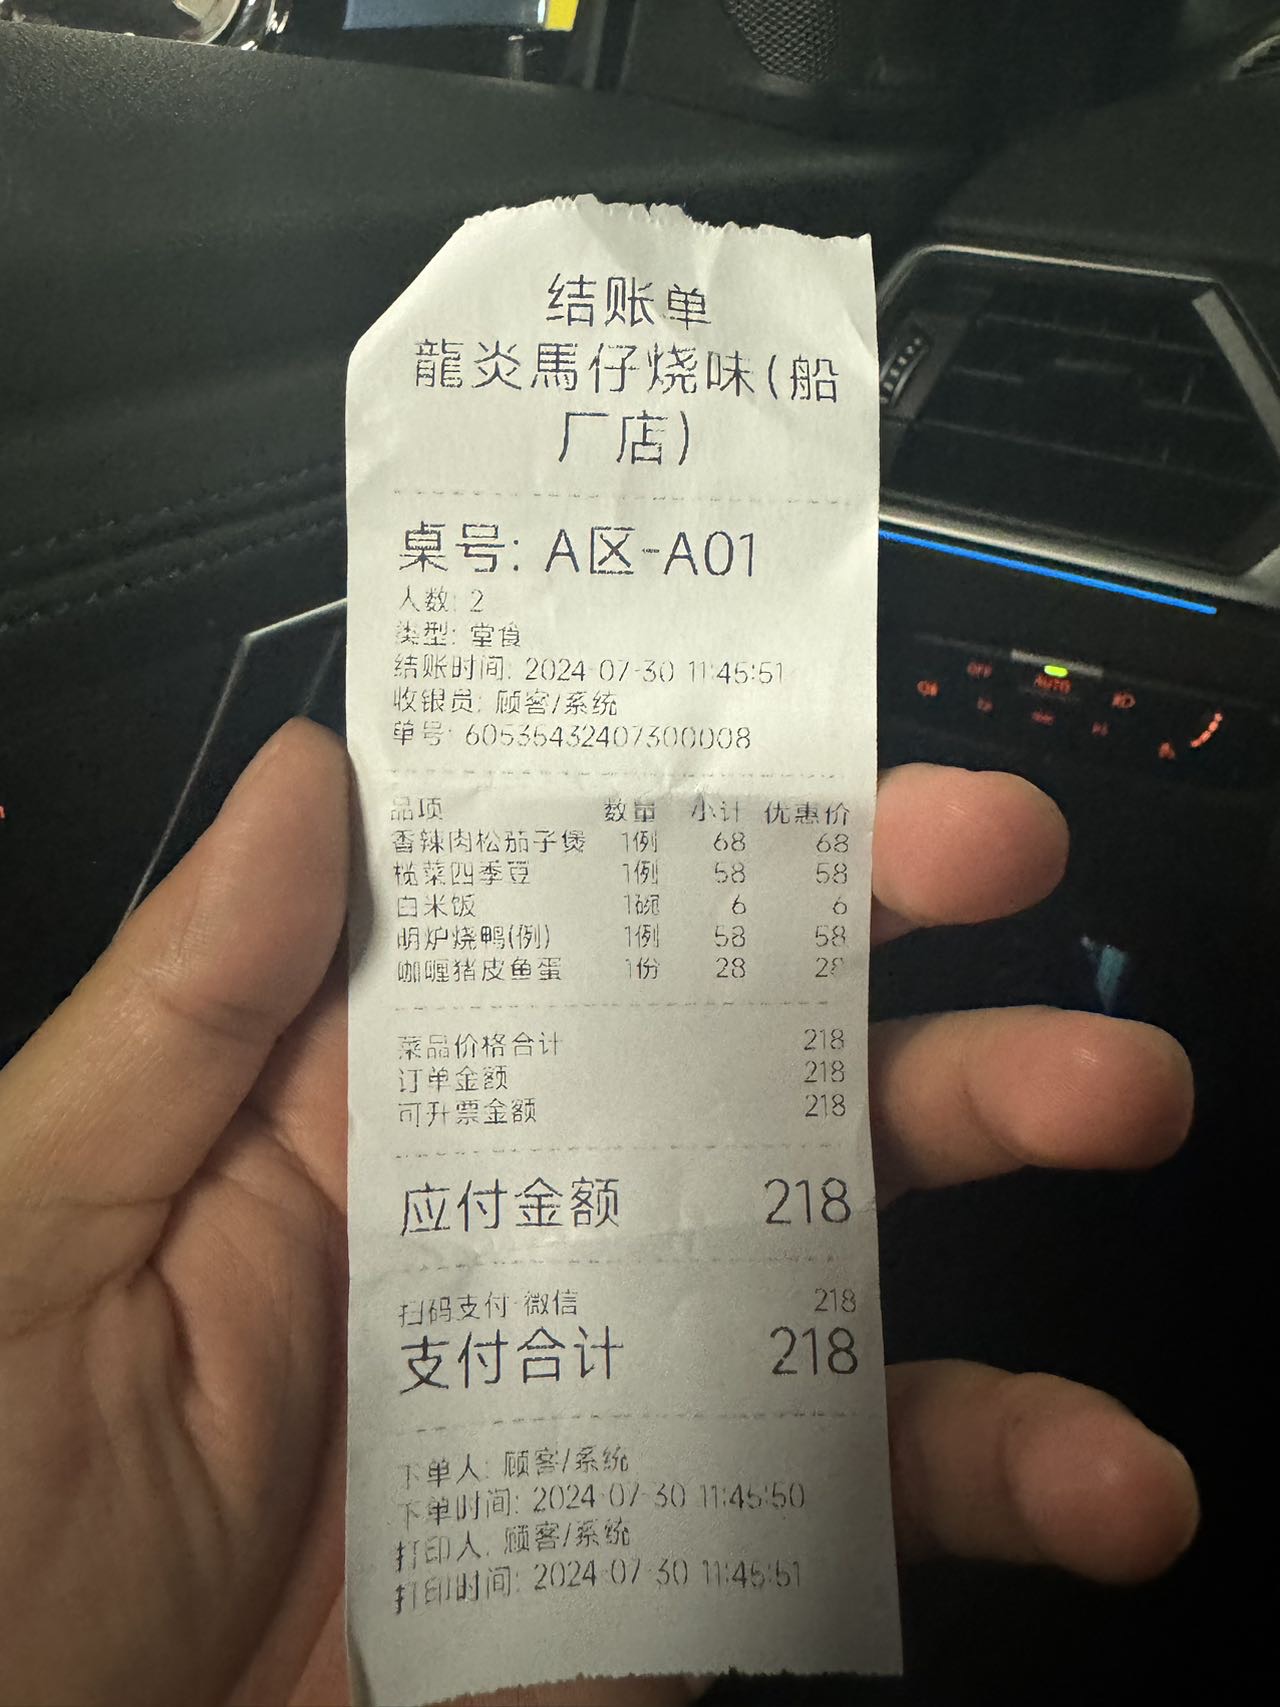 结账单
龍炎馬仔烧味(船
厂店)
桌号: A区-A01
人数: 2
类型: 堂食
结账时间: 2024-07-30 11:45:51
收银员: 顾客/系统
单号: 605354432407300008
品项 数量 小计 优惠价
香辣肉松茄子煲 1例 68 68
榄菜四季豆 1例 58 58
白米饭 1碗 6 6
明炉烧鸭(例) 1例 58 58
咖喱猪皮鱼蛋 1份 28 28
菜品价格合计 218
订单金额 218
可开票金额 218
应付金额 218
扫码支付-微信 218
支付合计 218
下单人: 顾客/系统
下单时间: 2024-07-30 11:45:50
打印人: 顾客/系统
打印时间: 2024-07-30 11:45:51
OFF
AUTO